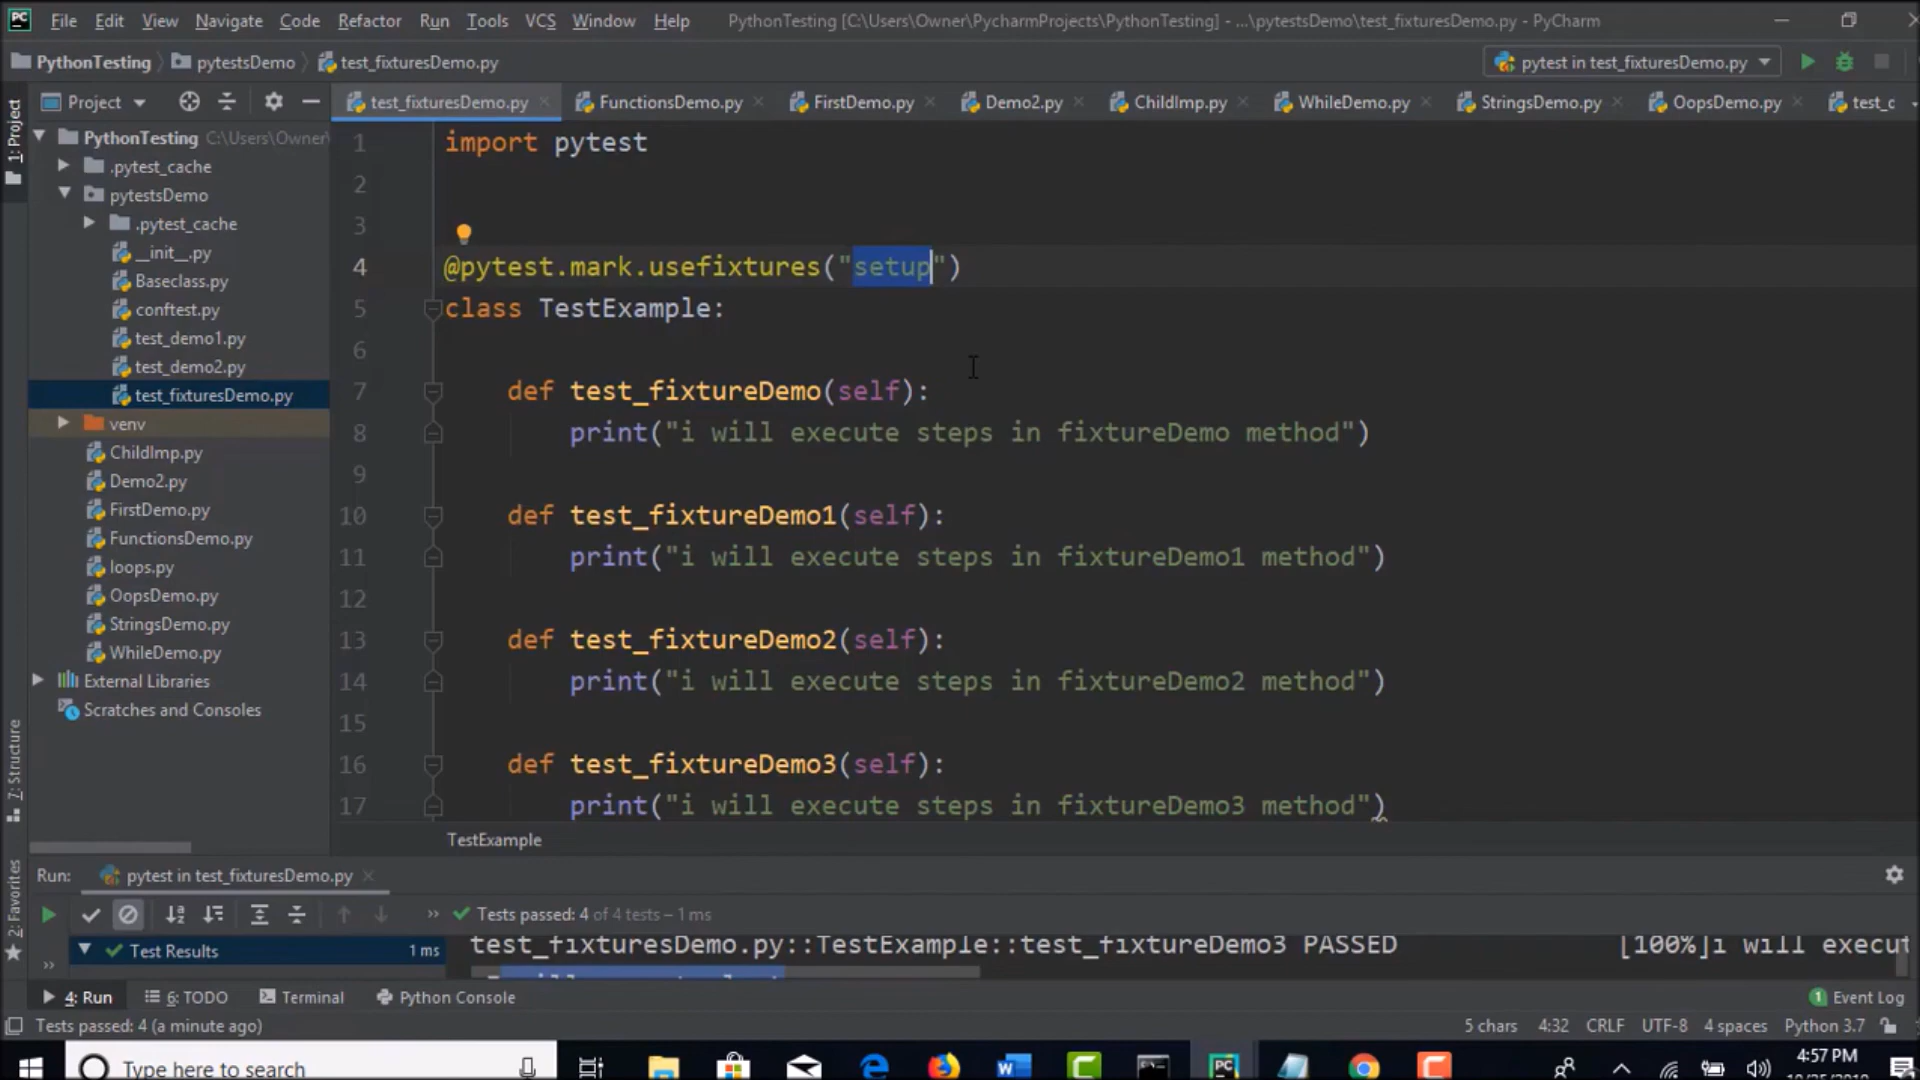 File Edit View Navigate Code Refactor Run Tools VCS Window Help PythonTesting [C:\Users\Owner\PycharmProjects\PythonTesting] - ...\pytestsDemo\test_fixturesDemo.py - PyCharm
PythonTesting pytestsDemo test_fixturesDemo.py pytest in test_fixturesDemo.py
Project test_fixturesDemo.py FunctionsDemo.py FirstDemo.py Demo2.py ChildImp.py WhileDemo.py StringsDemo.py OopsDemo.py test_c
1: Project
PythonTesting C:\Users\Owner\
.pytest_cache
pytestsDemo
.pytest_cache
__init__.py
Baseclass.py
conftest.py
test_demo1.py
test_demo2.py
test_fixturesDemo.py
venv
ChildImp.py
Demo2.py
FirstDemo.py
FunctionsDemo.py
loops.py
OopsDemo.py
StringsDemo.py
WhileDemo.py
External Libraries
Scratches and Consoles
7: Structure
2: Favorites
1 import pytest
2
3
4 @pytest.mark.usefixtures("setup")
5 class TestExample:
6
7 def test_fixtureDemo(self):
8 print("i will execute steps in fixtureDemo method")
9
10 def test_fixtureDemo1(self):
11 print("i will execute steps in fixtureDemo1 method")
12
13 def test_fixtureDemo2(self):
14 print("i will execute steps in fixtureDemo2 method")
15
16 def test_fixtureDemo3(self):
17 print("i will execute steps in fixtureDemo3 method")
TestExample
Run: pytest in test_fixturesDemo.py
Tests passed: 4 of 4 tests – 1 ms
Test Results 1 ms
test_fixturesDemo.py::TestExample::test_fixtureDemo3 PASSED [100%]i will execut
4: Run 6: TODO Terminal Python Console 1 Event Log
Tests passed: 4 (a minute ago) 5 chars 4:32 CRLF UTF-8 4 spaces Python 3.7
Type here to search 4:57 PM